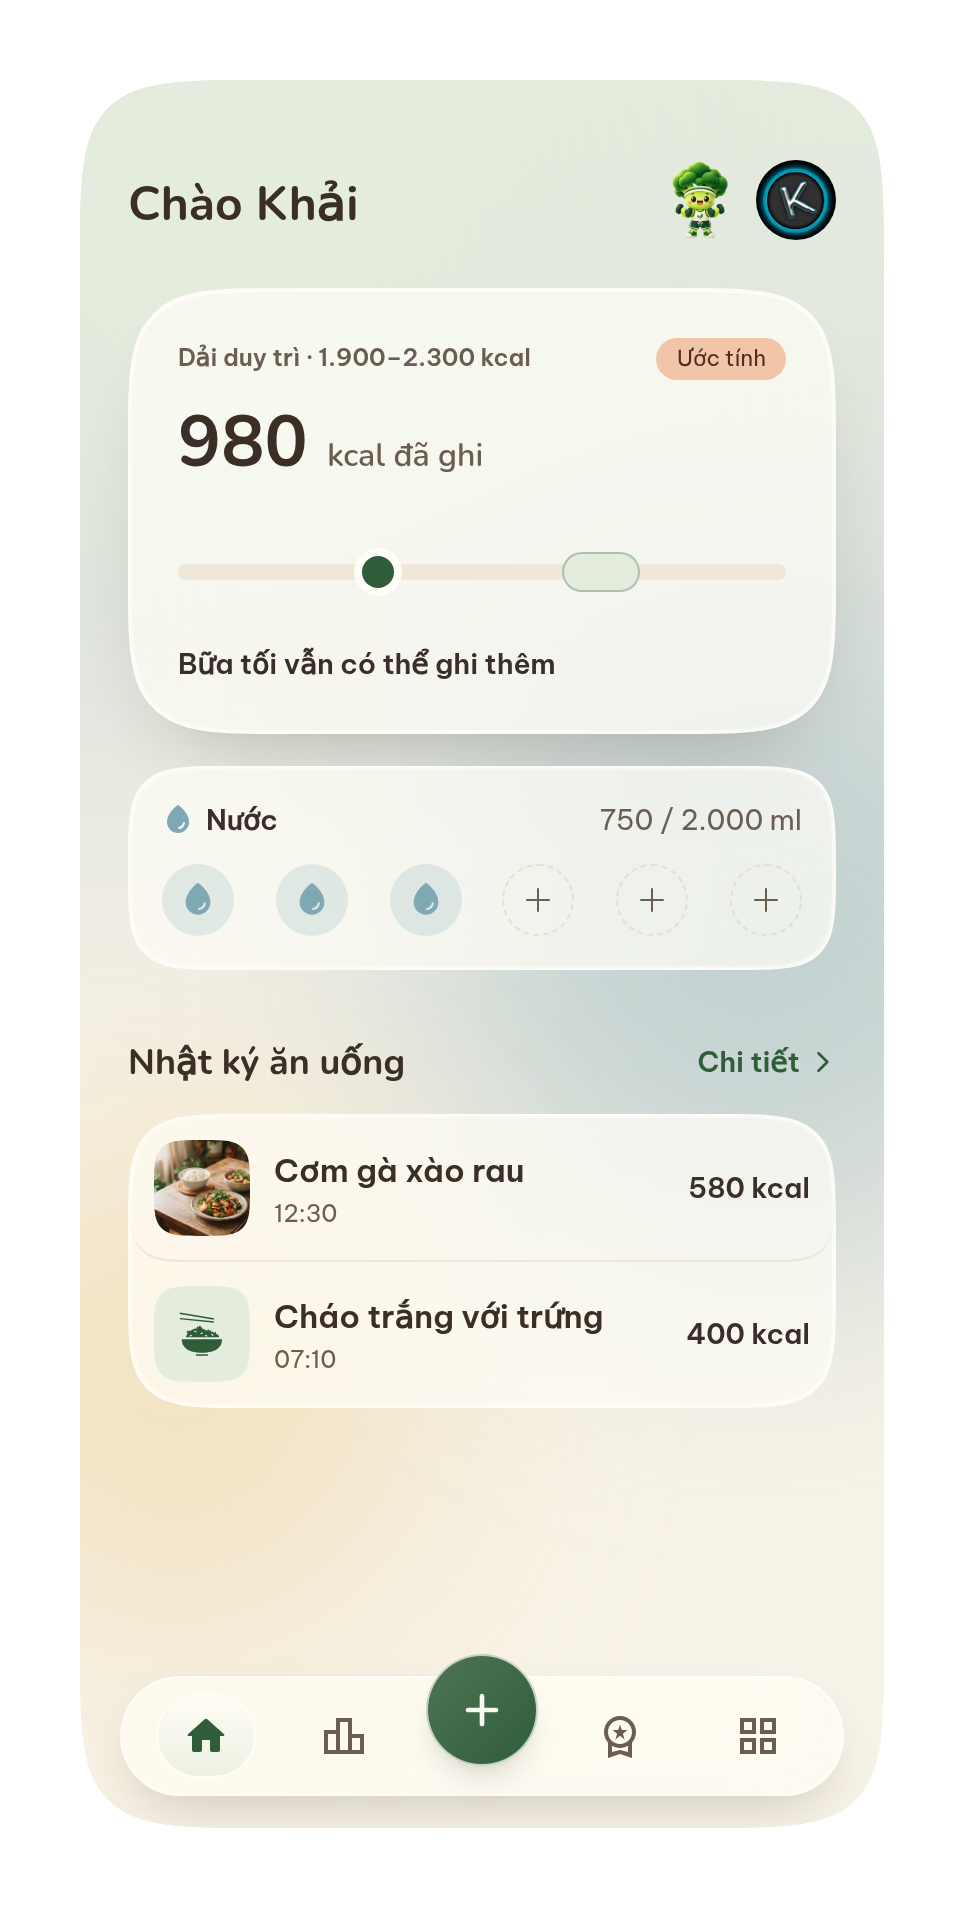 Chào Khải
K
Dải duy trì · 1.900–2.300 kcal
Ước tính
980 kcal đã ghi
Bữa tối vẫn có thể ghi thêm
Nước
750 / 2.000 ml
Nhật ký ăn uống
Chi tiết
Cơm gà xào rau
12:30
580 kcal
Cháo trắng với trứng
07:10
400 kcal